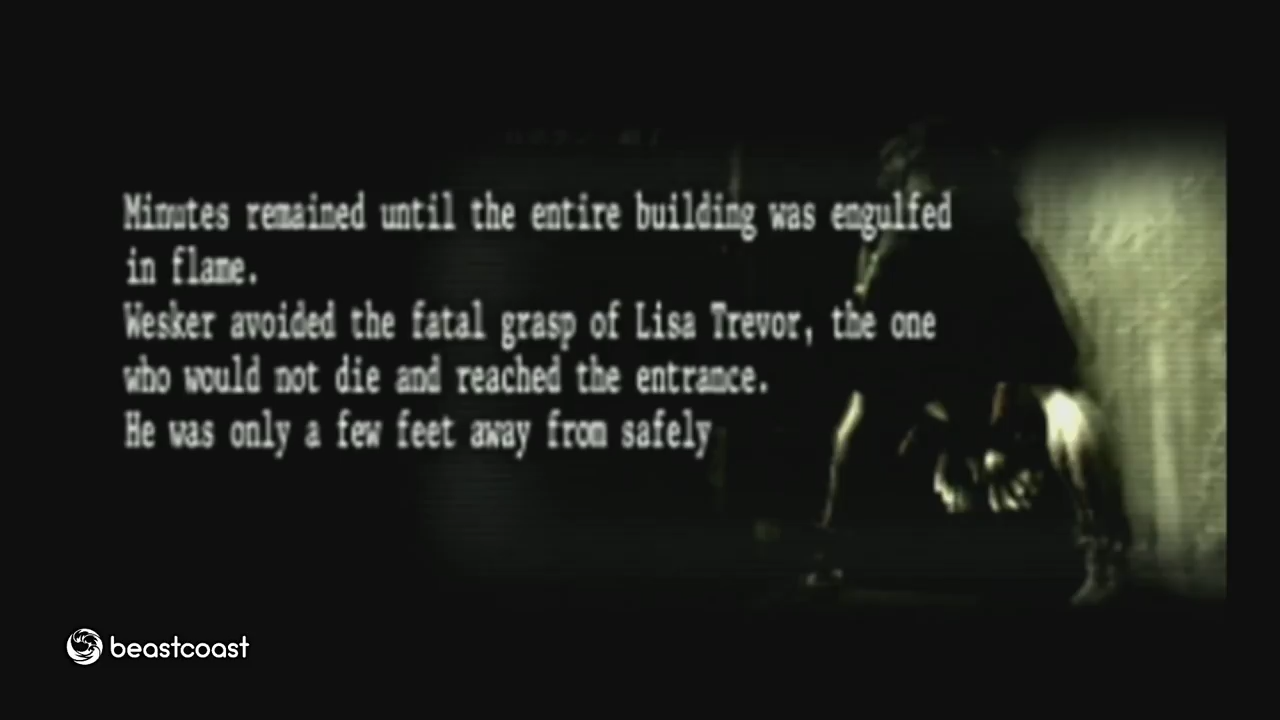 Minutes remained until the entire building was engulfed
in flame.
Wesker avoided the fatal grasp of Lisa Trevor, the one
who would not die and reached the entrance.
He was only a few feet away from safely
beastcoast